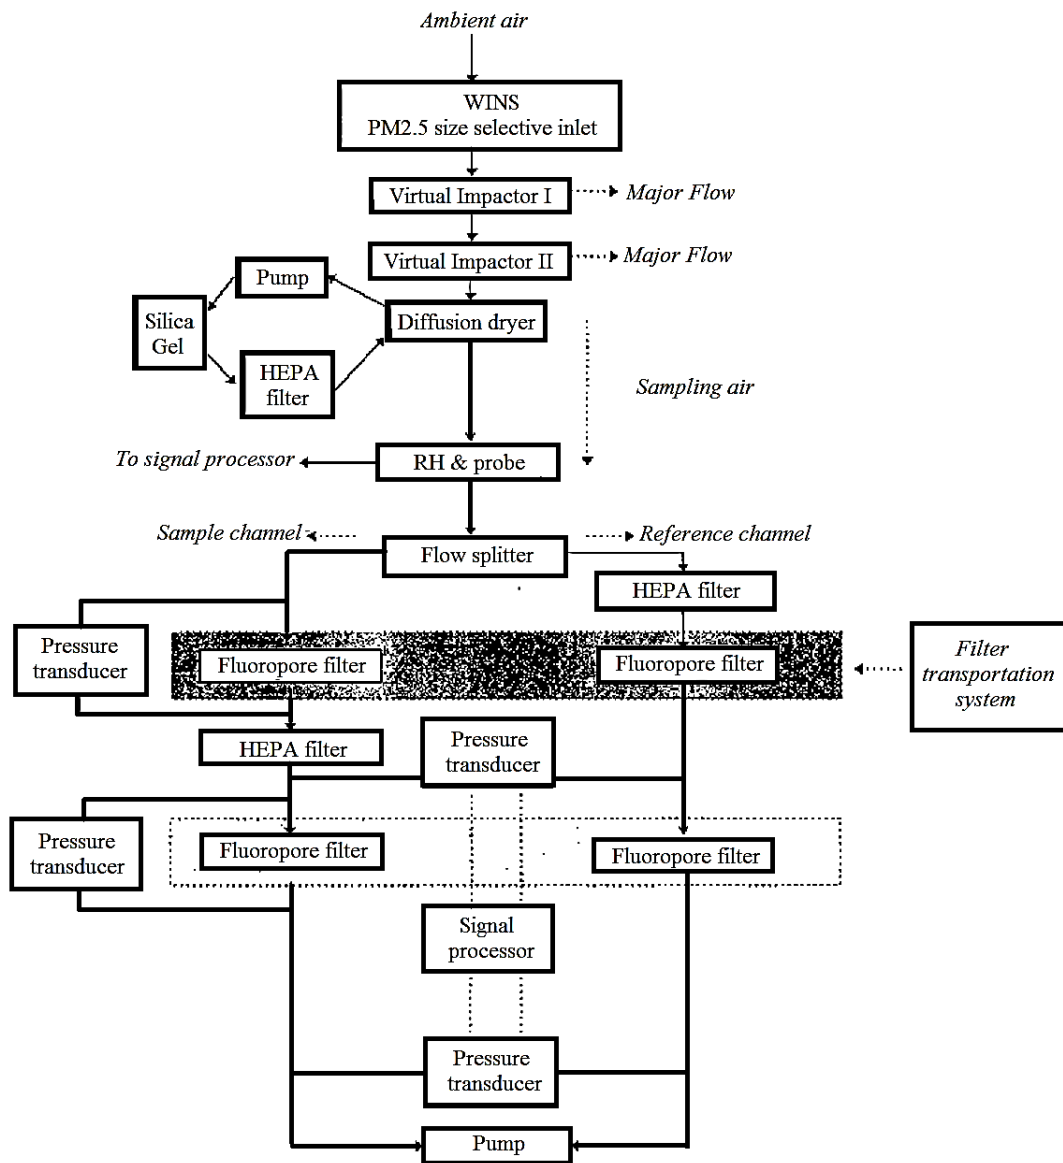 Ambient air
WINS
PM2.5 size selective inlet
Virtual Impactor I
Major Flow
Virtual Impactor II
Major Flow
Pump
Diffusion dryer
Silica
Gel
HEPA
filter
Sampling air
To signal processor
RH & probe
Sample channel
Reference channel
Flow splitter
HEPA filter
Pressure
transducer
Fluoropore filter
Fluoropore filter
Filter
transportation
system
HEPA filter
Pressure
transducer
Pressure
transducer
Fluoropore filter
Fluoropore filter
Signal
processor
Pressure
transducer
Pump